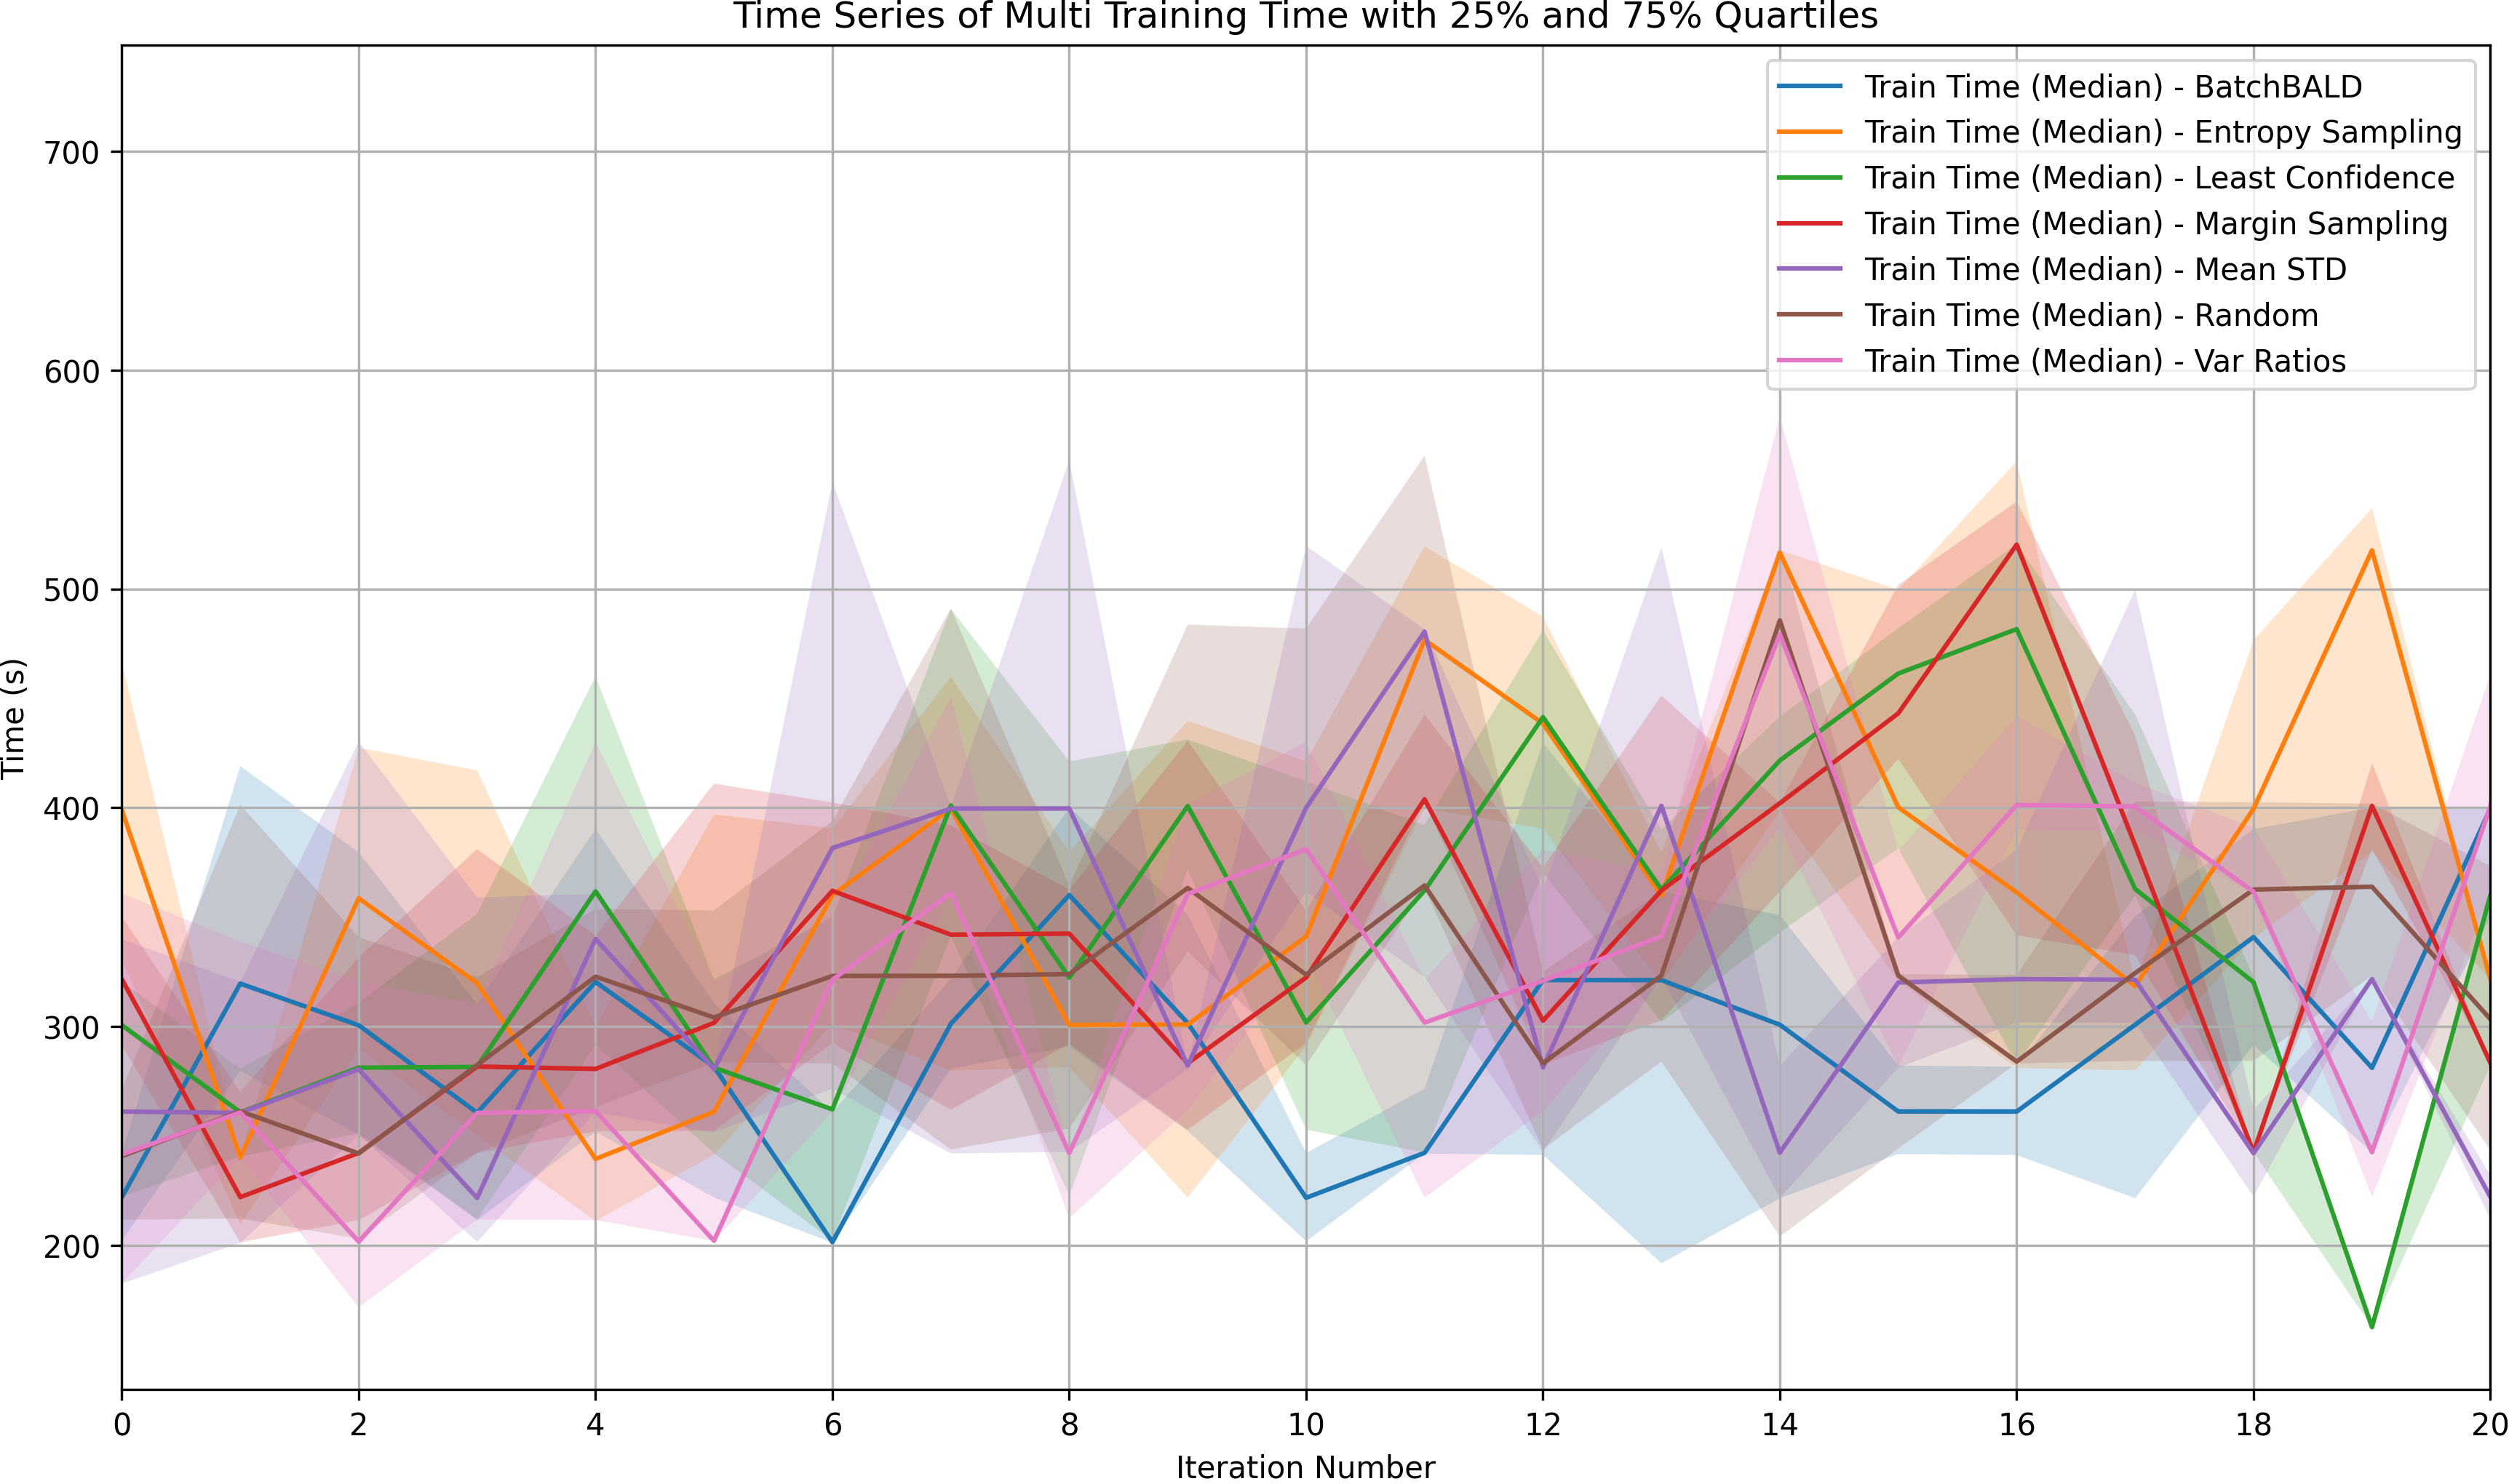 Time Series of Multi Training Time with 25% and 75% Quartiles
Train Time (Median) - BatchBALD
Train Time (Median) - Entropy Sampling
Train Time (Median) - Least Confidence
Train Time (Median) - Margin Sampling
Train Time (Median) - Mean STD
Train Time (Median) - Random
Train Time (Median) - Var Ratios
Time (s)
700
600
500
400
300
200
0 2 4 6 8 10 12 14 16 18 20
Iteration Number